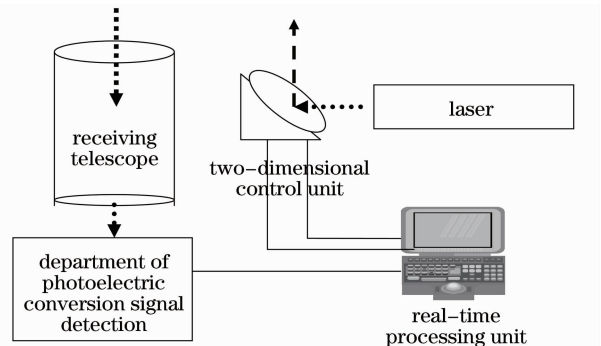 receiving
telescope
laser
two-dimensional
control unit
department of
photoelectric
conversion signal
detection
real-time
processing unit